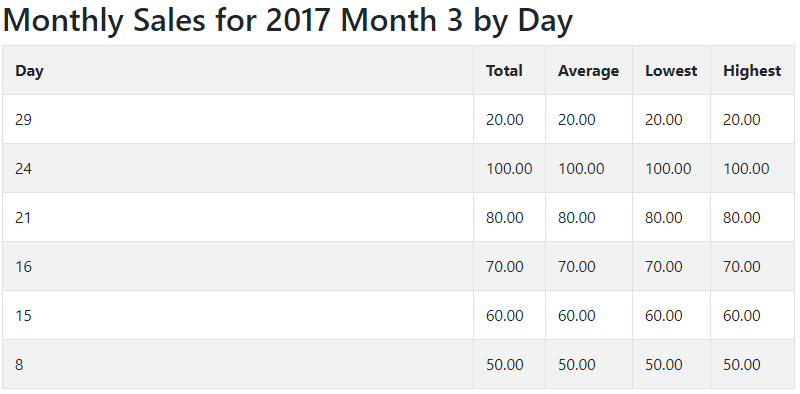 Monthly Sales for 2017 Month 3 by Day
Day Total Average Lowest Highest
29 20.00 20.00 20.00 20.00
24 100.00 100.00 100.00 100.00
21 80.00 80.00 80.00 80.00
16 70.00 70.00 70.00 70.00
15 60.00 60.00 60.00 60.00
8 50.00 50.00 50.00 50.00